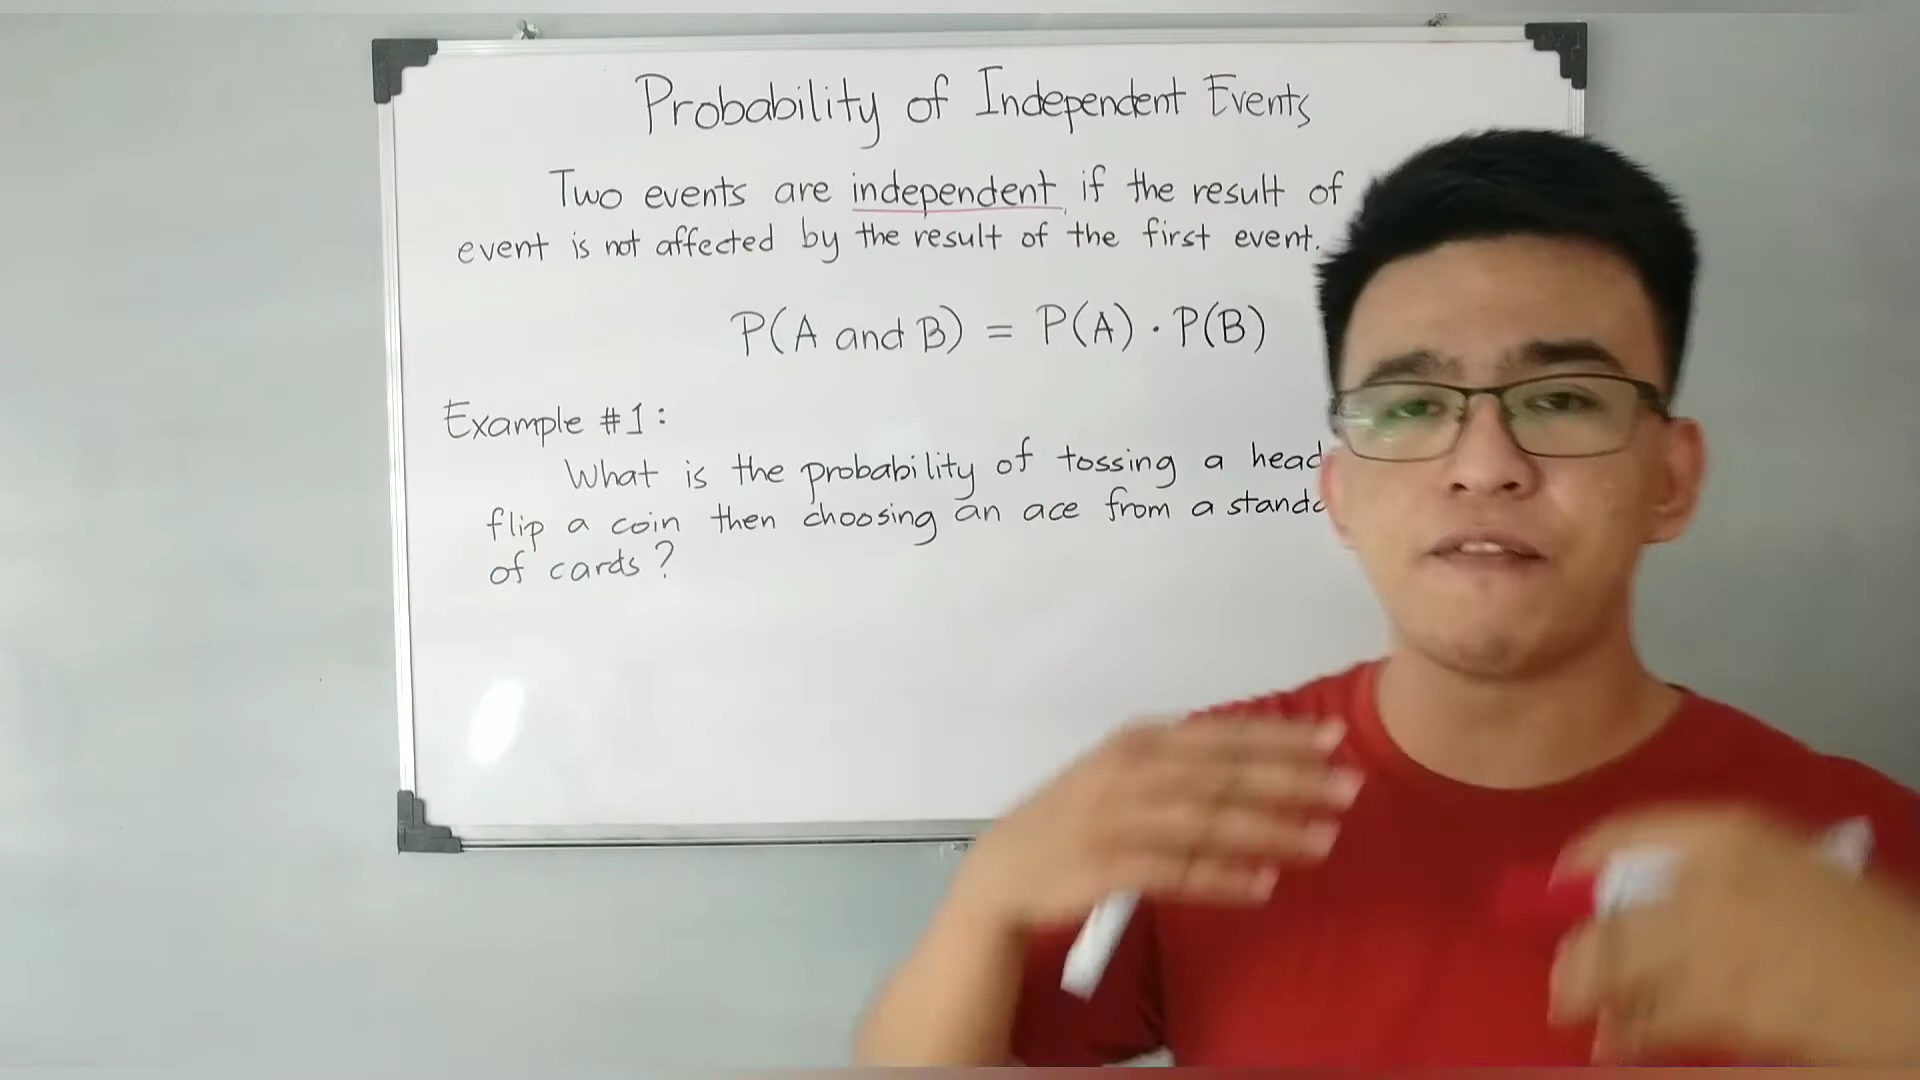 Probability of Independent Events
Two events are independent if the result of
event is not affected by the result of the first event.
P(A and B) = P(A) · P(B)
Example #1:
What is the probability of tossing a head
flip a coin then choosing an ace from a
of cards?